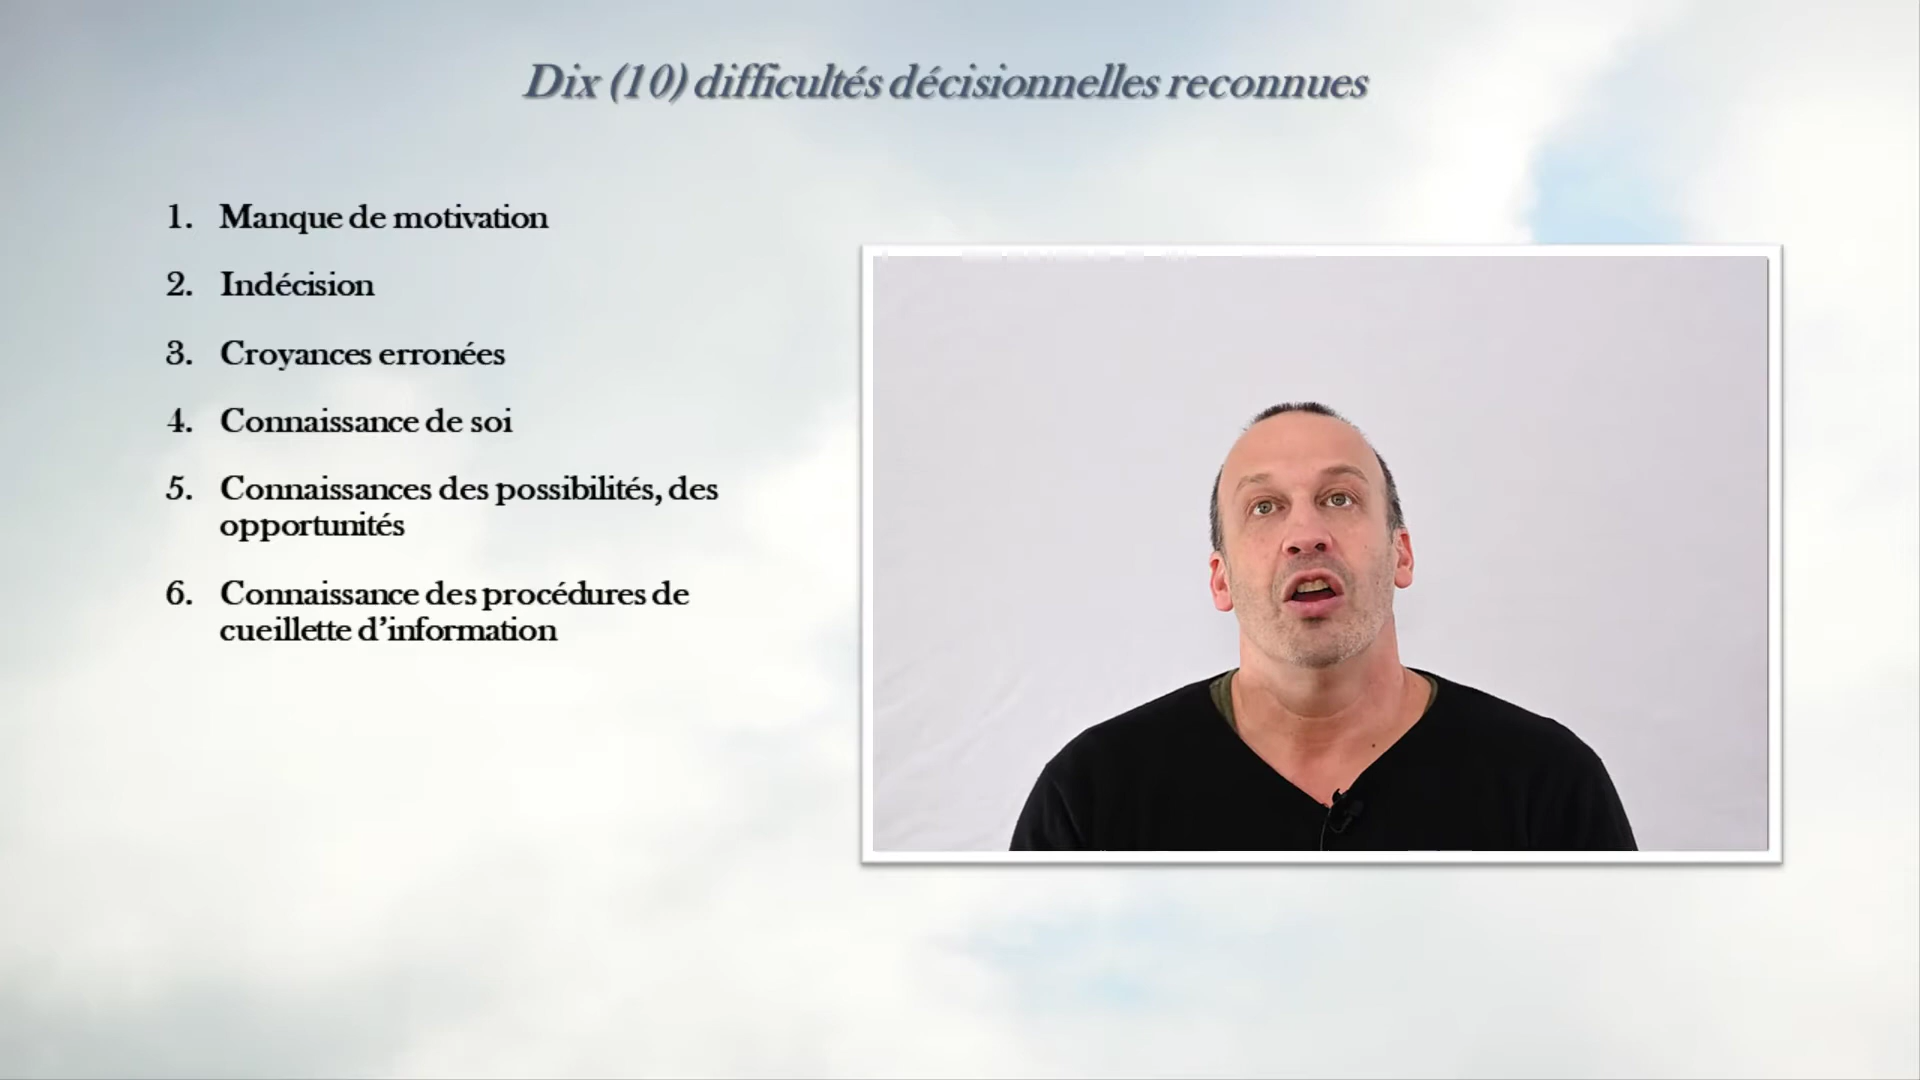 Dix (10) difficultés décisionnelles reconnues
1. Manque de motivation
2. Indécision
3. Croyances erronées
4. Connaissance de soi
5. Connaissances des possibilités, des
opportunités
6. Connaissance des procédures de
cueillette d’information